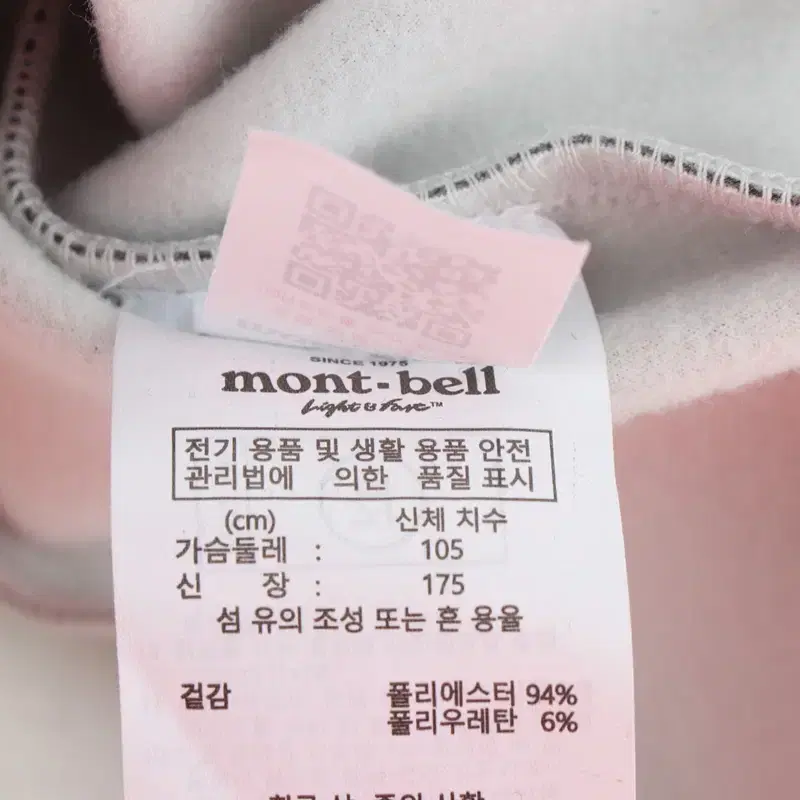 SINCE 1975
mont-bell
Light & Fast™
전기 용품 및 생활 용품 안전
관리법에 의한 품질 표시
(cm) 신체 치수
가슴둘레 : 105
신 장 : 175
섬 유의 조성 또는 혼 용율
겉감 폴리에스터 94%
폴리우레탄 6%